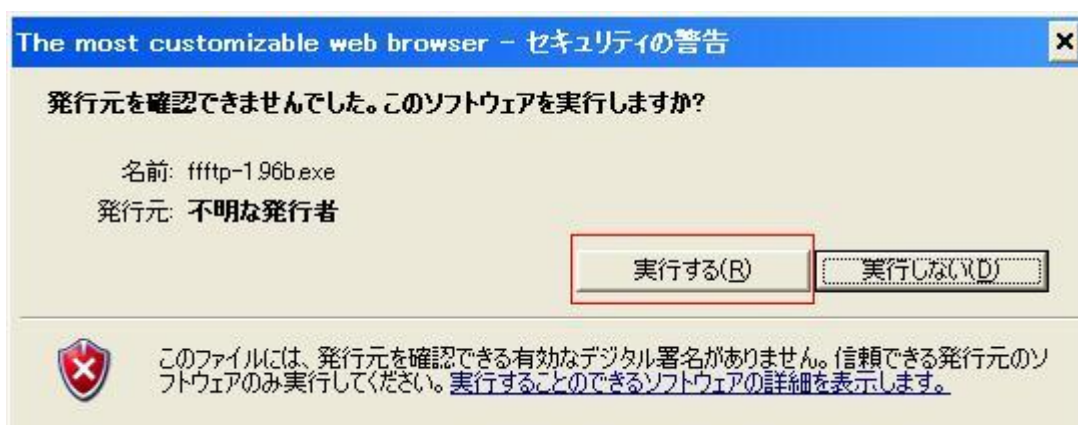 The most customizable web browser - セキュリティの警告
発行元を確認できませんでした。このソフトウェアを実行しますか?
名前: ffftp-1.96b.exe
発行元: 不明な発行者
実行する(R) 実行しない(D)
このファイルには、発行元を確認できる有効なデジタル署名がありません。信頼できる発行元のソ
フトウェアのみ実行してください。実行することのできるソフトウェアの詳細を表示します。